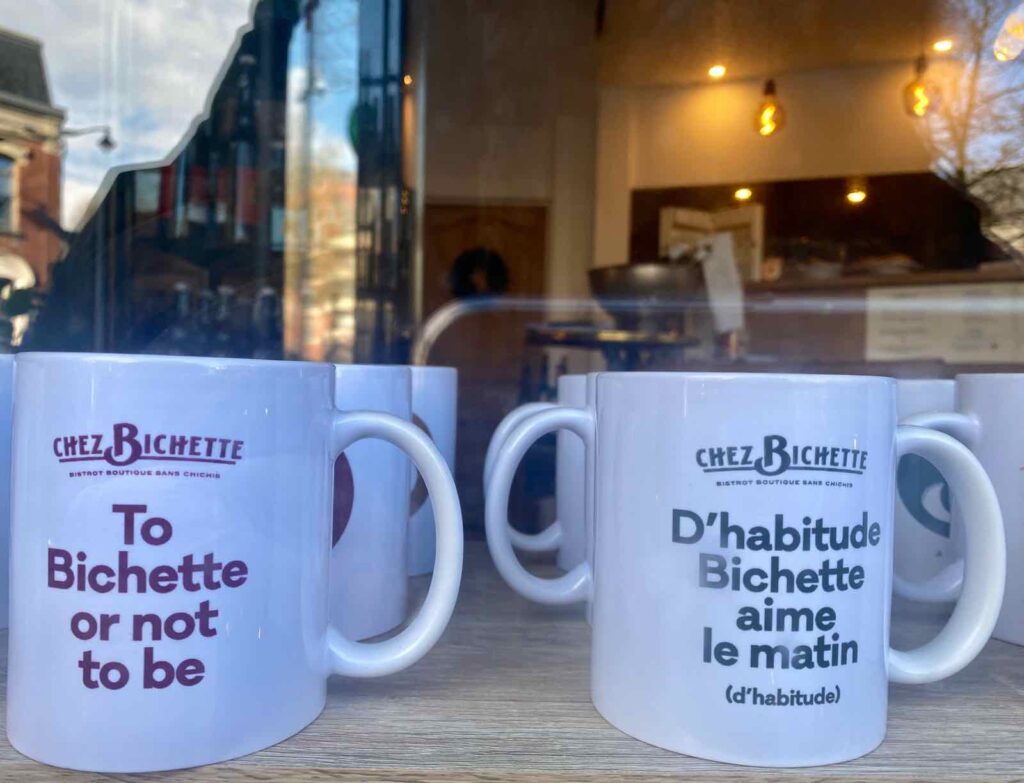 CHEZ BICHETTE
BISTROT BOUTIQUE SANS CHICHIS
To
Bichette
or not
to be
CHEZ BICHETTE
BISTROT BOUTIQUE SANS CHICHIS
D'habitude
Bichette
aime
le matin
(d'habitude)